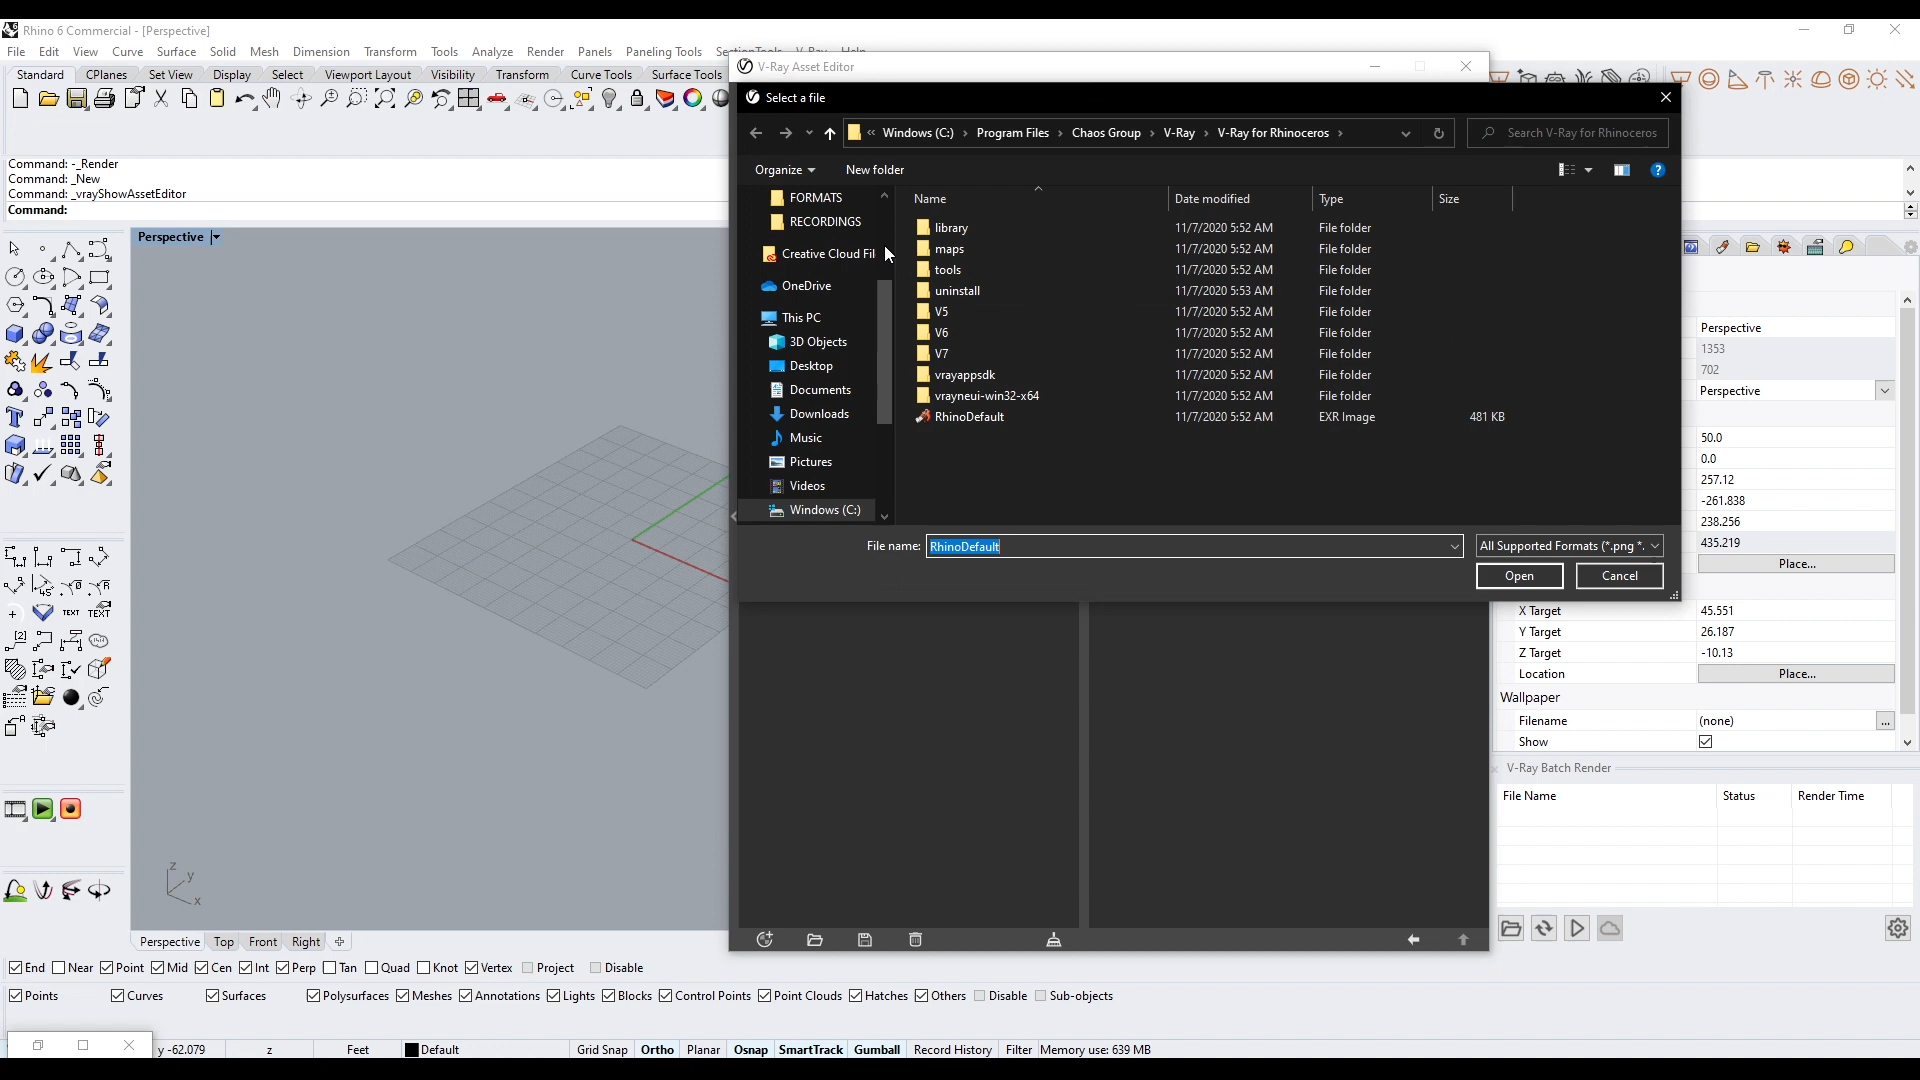 Rhino 6 Commercial - [Perspective]
File Edit View Curve Surface Solid Mesh Dimension Transform Tools Analyze Render Panels Paneling Tools SectionTools V-Ray Help
Standard CPlanes Set View Display Select Viewport Layout Visibility Transform Curve Tools Surface Tools
Command: -_Render
Command: _New
Command: _vrayShowAssetEditor
Command:
Perspective
V-Ray Asset Editor
Select a file
« Windows (C:) › Program Files › Chaos Group › V-Ray › V-Ray for Rhinoceros ›
Search V-Ray for Rhinoceros
Organize New folder
FORMATS
RECORDINGS
Creative Cloud Fil
OneDrive
This PC
3D Objects
Desktop
Documents
Downloads
Music
Pictures
Videos
Windows (C:)
Name Date modified Type Size
library 11/7/2020 5:52 AM File folder
maps 11/7/2020 5:52 AM File folder
tools 11/7/2020 5:52 AM File folder
uninstall 11/7/2020 5:53 AM File folder
V5 11/7/2020 5:52 AM File folder
V6 11/7/2020 5:52 AM File folder
V7 11/7/2020 5:52 AM File folder
vrayappsdk 11/7/2020 5:52 AM File folder
vrayneui-win32-x64 11/7/2020 5:52 AM File folder
RhinoDefault 11/7/2020 5:52 AM EXR Image 481 KB
File name: RhinoDefault All Supported Formats (*.png *.
Open Cancel
Perspective
1353
702
Perspective
50.0
0.0
257.12
-261.838
238.256
435.219
Place...
X Target 45.551
Y Target 26.187
Z Target -10.13
Location Place...
Wallpaper
Filename (none) ...
Show
V-Ray Batch Render
File Name Status Render Time
TEXT TEXT
z
y
x
Perspective Top Front Right
End Near Point Mid Cen Int Perp Tan Quad Knot Vertex Project Disable
Points Curves Surfaces Polysurfaces Meshes Annotations Lights Blocks Control Points Point Clouds Hatches Others Disable Sub-objects
y -62.079 z Feet Default Grid Snap Ortho Planar Osnap SmartTrack Gumball Record History Filter Memory use: 639 MB